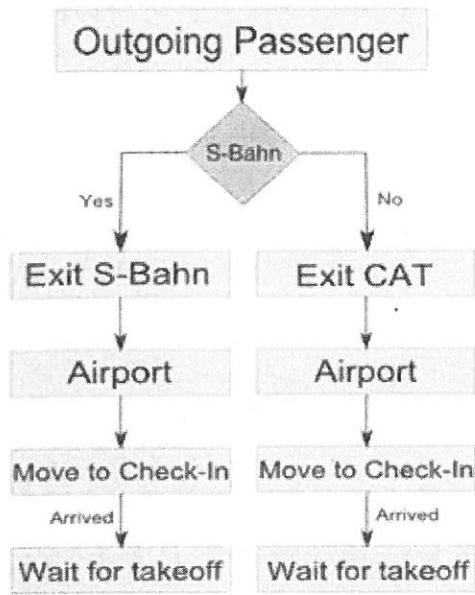 Outgoing Passenger
S-Bahn
Yes
No
Exit S-Bahn
Exit CAT
Airport
Airport
Move to Check-In
Move to Check-In
Arrived
Arrived
Wait for takeoff
Wait for takeoff